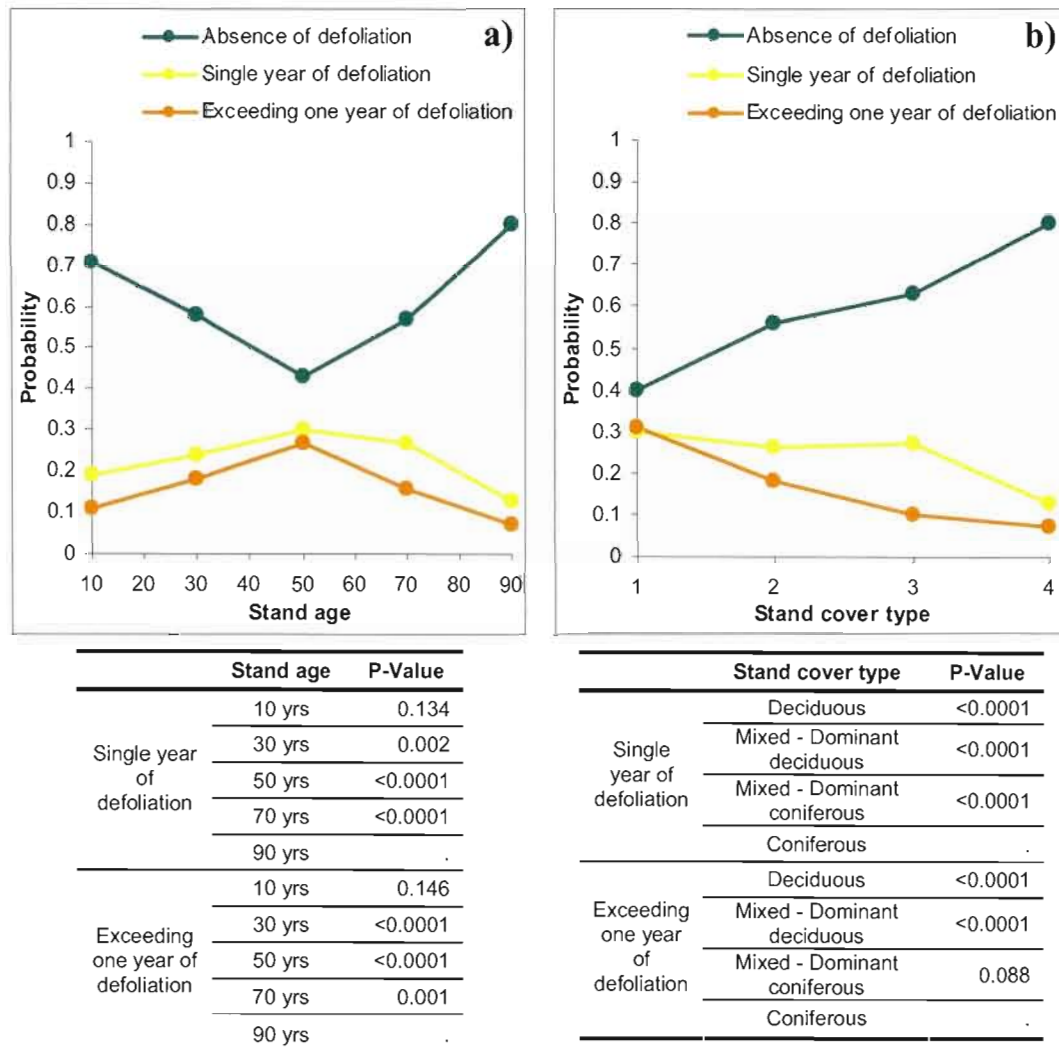 Absence of defoliation
a)
Single year of defoliation
Exceeding one year of defoliation
1
0.9
0.8
0.7
0.6
0.5
0.4
0.3
0.2
0.1
0
Probability
10 20 30 40 50 60 70 80 90
Stand age
Absence of defoliation
b)
Single year of defoliation
Exceeding one year of defoliation
1
0.9
0.8
0.7
0.6
0.5
0.4
0.3
0.2
0.1
0
Probability
1 2 3 4
Stand cover type
Stand age P-Value
Single year
of
defoliation
10 yrs 0.134
30 yrs 0.002
50 yrs <0.0001
70 yrs <0.0001
90 yrs .
Exceeding
one year of
defoliation
10 yrs 0.146
30 yrs <0.0001
50 yrs <0.0001
70 yrs 0.001
90 yrs .
Stand cover type P-Value
Single
year of
defoliation
Deciduous <0.0001
Mixed - Dominant
deciduous <0.0001
Mixed - Dominant
coniferous <0.0001
Coniferous .
Exceeding
one year
of
defoliation
Deciduous <0.0001
Mixed - Dominant
deciduous <0.0001
Mixed - Dominant
coniferous 0.088
Coniferous .